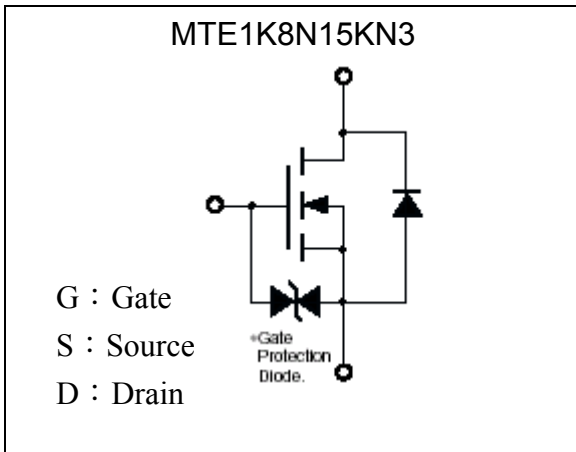 MTE1K8N15KN3
G：Gate
S：Source
D：Drain
*Gate
Protection
Diode.